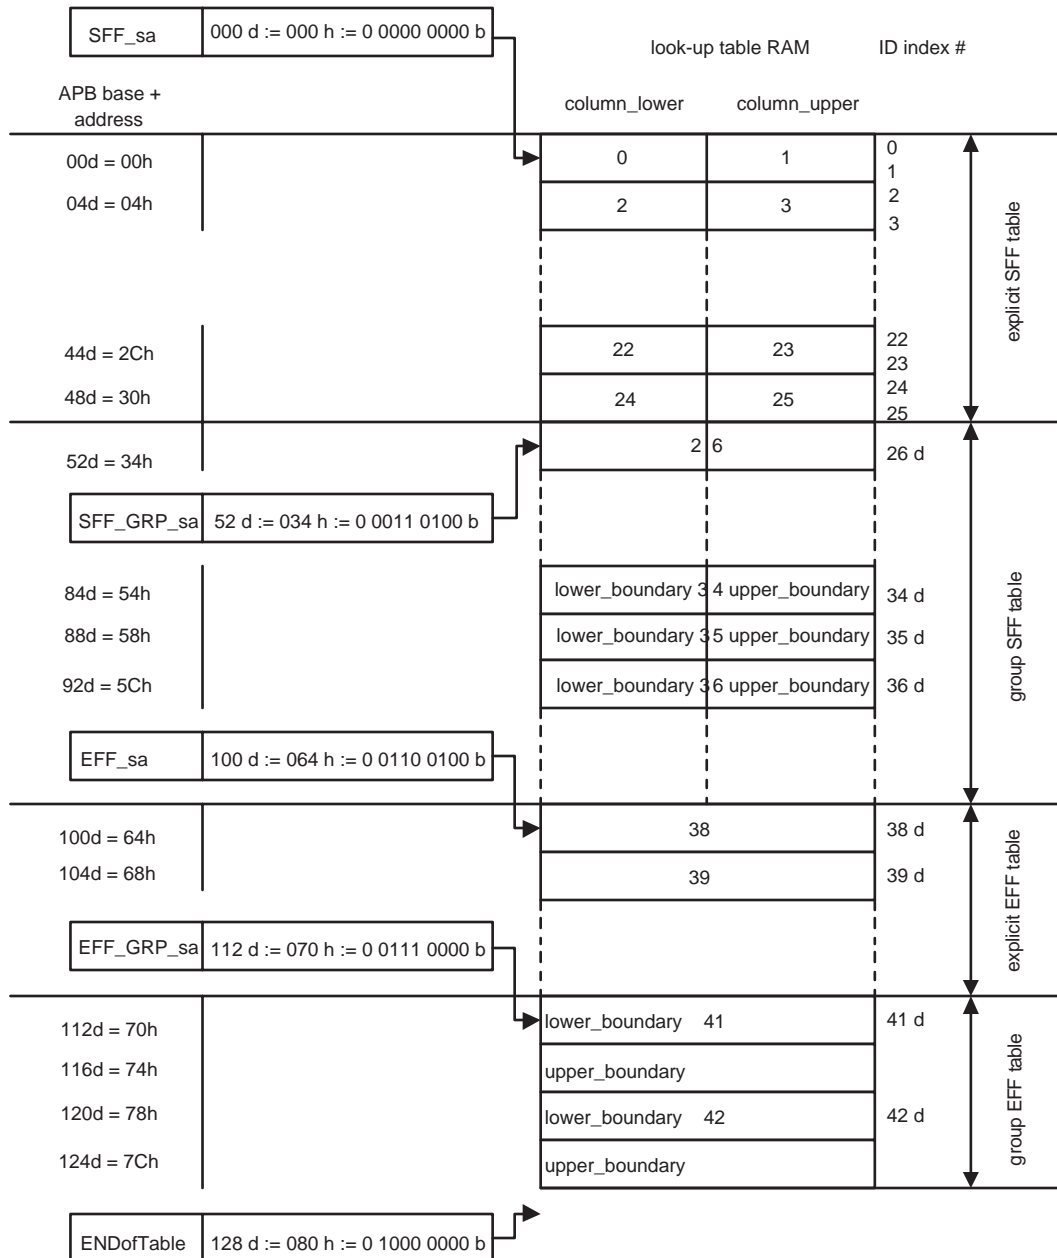 SFF_sa 000 d := 000 h := 0 0000 0000 b
look-up table RAM ID index #
APB base +
address
column_lower column_upper
00d = 00h 0 1 0
1
04d = 04h 2 3 2
3
explicit SFF table
44d = 2Ch 22 23 22
23
48d = 30h 24 25 24
25
52d = 34h 2 6 26 d
SFF_GRP_sa 52 d := 034 h := 0 0011 0100 b
84d = 54h lower_boundary 3 4 upper_boundary 34 d
88d = 58h lower_boundary 3 5 upper_boundary 35 d
92d = 5Ch lower_boundary 3 6 upper_boundary 36 d
group SFF table
EFF_sa 100 d := 064 h := 0 0110 0100 b
100d = 64h 38 38 d
104d = 68h 39 39 d
explicit EFF table
EFF_GRP_sa 112 d := 070 h := 0 0111 0000 b
112d = 70h lower_boundary 41 41 d
116d = 74h upper_boundary
120d = 78h lower_boundary 42 42 d
124d = 7Ch upper_boundary
group EFF table
ENDofTable 128 d := 080 h := 0 1000 0000 b